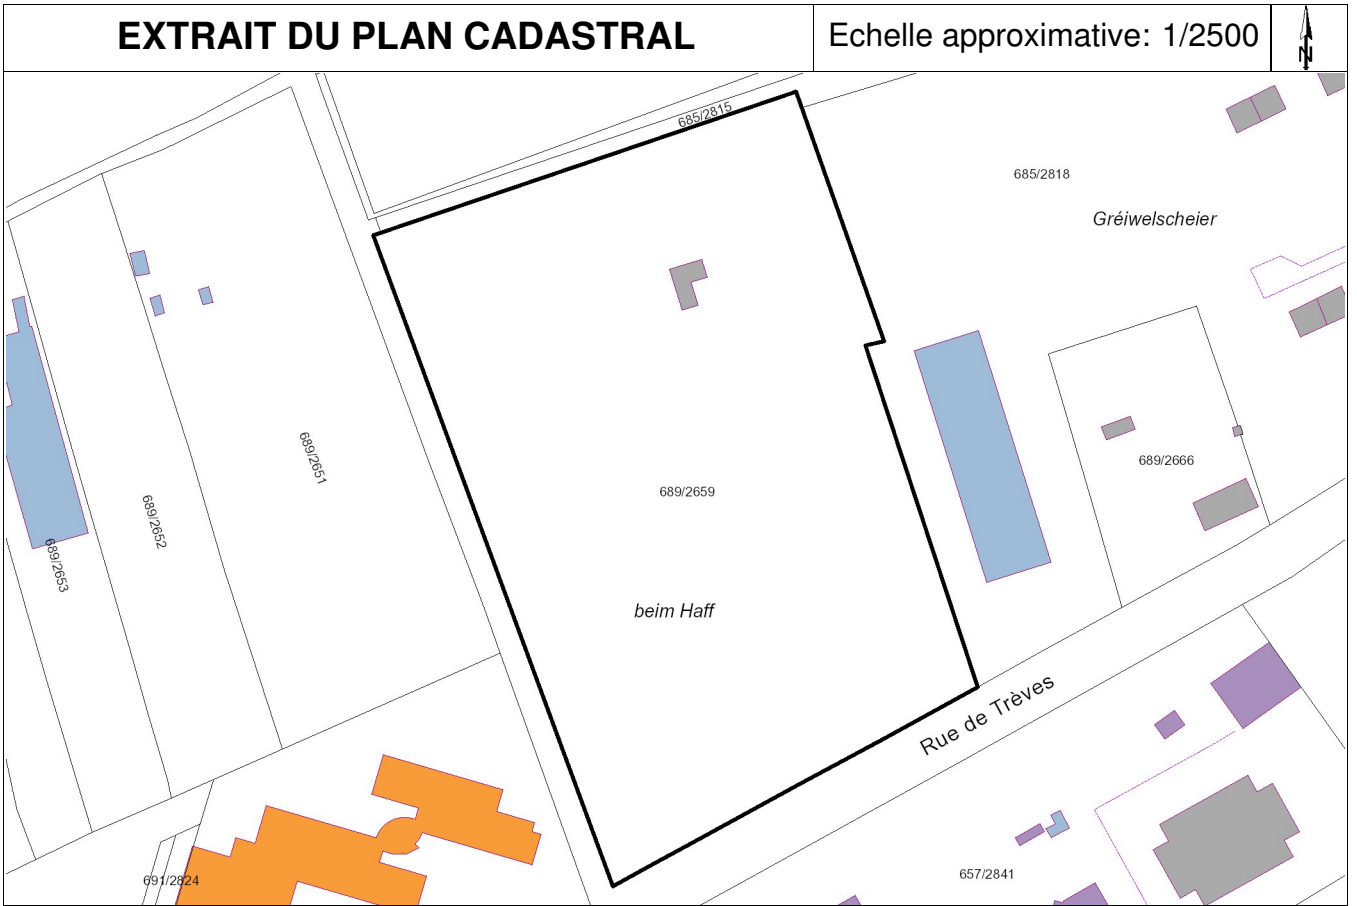 EXTRAIT DU PLAN CADASTRAL
Echelle approximative: 1/2500
N
685/2815
685/2818
Gréiwelscheier
689/2651
689/2666
689/2659
689/2652
689/2653
beim Haff
Rue de Trèves
691/2824
657/2841